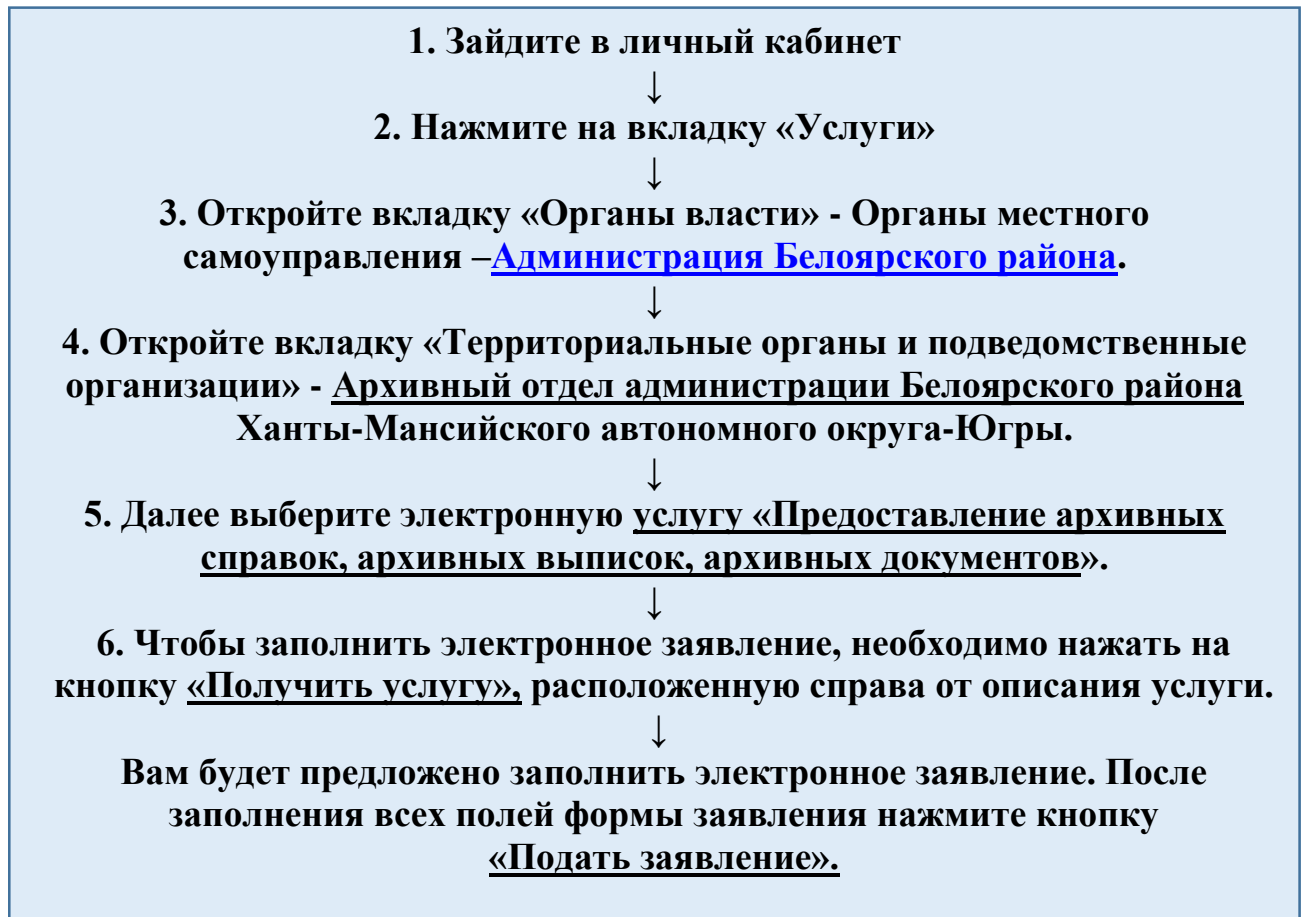 1. Зайдите в личный кабинет
↓
2. Нажмите на вкладку «Услуги»
↓
3. Откройте вкладку «Органы власти» - Органы местного
самоуправления –Администрация Белоярского района.
↓
4. Откройте вкладку «Территориальные органы и подведомственные
организации» - Архивный отдел администрации Белоярского района
Ханты-Мансийского автономного округа-Югры.
↓
5. Далее выберите электронную услугу «Предоставление архивных
справок, архивных выписок, архивных документов».
↓
6. Чтобы заполнить электронное заявление, необходимо нажать на
кнопку «Получить услугу», расположенную справа от описания услуги.
↓
Вам будет предложено заполнить электронное заявление. После
заполнения всех полей формы заявления нажмите кнопку
«Подать заявление».